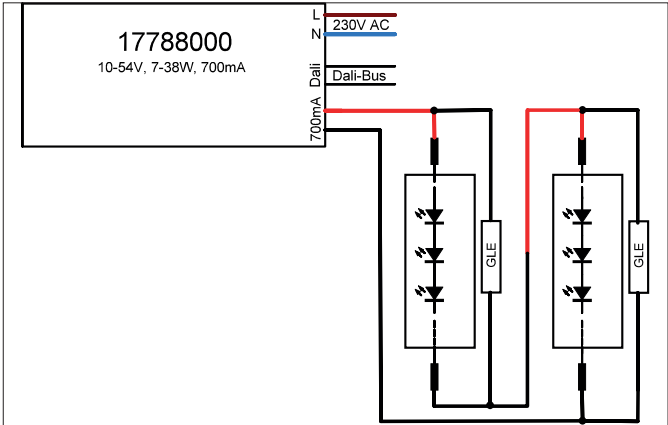 17788000
10-54V, 7-38W, 700mA
L
230V AC
N
Dali
Dali-Bus
700mA
GLE
GLE